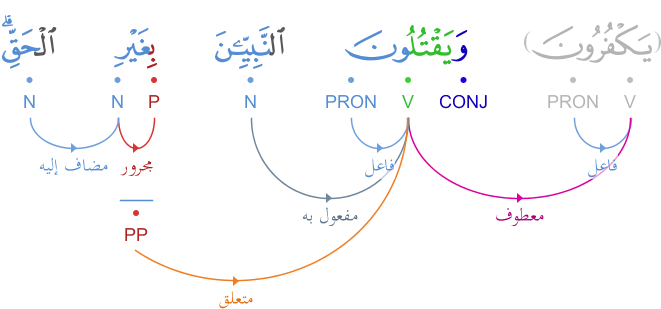 (يَكْفُرُونَ) وَيَقْتُلُونَ ٱلنَّبِيِّـۧنَ بِغَيْرِ ٱلْحَقِّ ۗ
V PRON CONJ V PRON N P N N
فاعل فاعل مجرور مضاف إليه
معطوف مفعول به
PP
متعلق